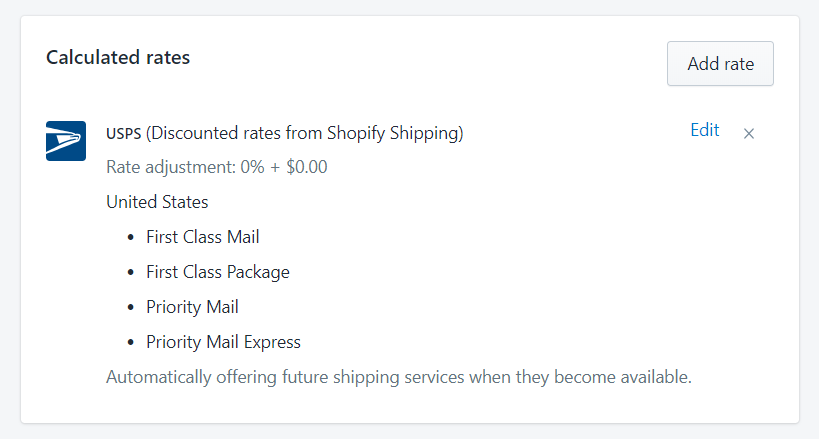 Calculated rates
Add rate
USPS (Discounted rates from Shopify Shipping)
Edit ×
Rate adjustment: 0% + $0.00
United States
• First Class Mail
• First Class Package
• Priority Mail
• Priority Mail Express
Automatically offering future shipping services when they become available.